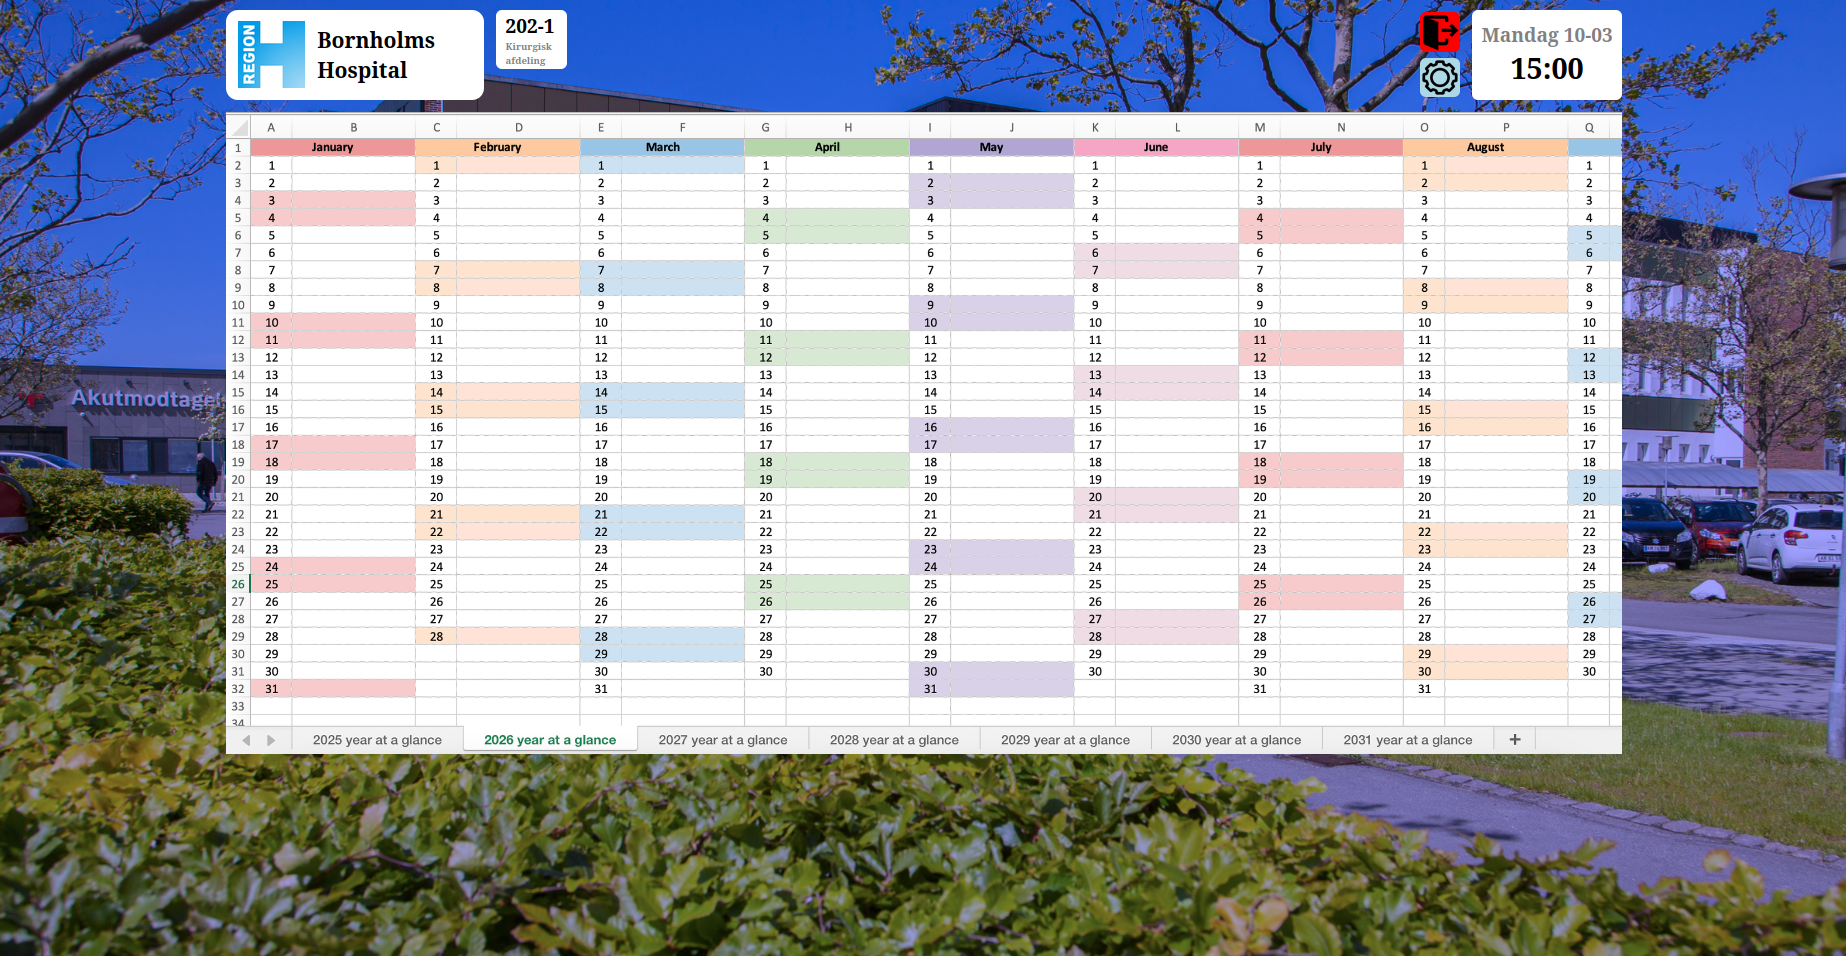 REGION
Bornholms
Hospital
202-1
Kirurgisk
afdeling
Mandag 10-03
15:00
A B C D E F G H I J K L M N O P Q
1 January February March April May June July August
2 1 1 1 1 1 1 1 1 1
3 2 2 2 2 2 2 2 2 2
4 3 3 3 3 3 3 3 3 3
5 4 4 4 4 4 4 4 4 4
6 5 5 5 5 5 5 5 5 5
7 6 6 6 6 6 6 6 6 6
8 7 7 7 7 7 7 7 7 7
9 8 8 8 8 8 8 8 8 8
10 9 9 9 9 9 9 9 9 9
11 10 10 10 10 10 10 10 10 10
12 11 11 11 11 11 11 11 11 11
13 12 12 12 12 12 12 12 12 12
14 13 13 13 13 13 13 13 13 13
15 14 14 14 14 14 14 14 14 14
16 15 15 15 15 15 15 15 15 15
17 16 16 16 16 16 16 16 16 16
18 17 17 17 17 17 17 17 17 17
19 18 18 18 18 18 18 18 18 18
20 19 19 19 19 19 19 19 19 19
21 20 20 20 20 20 20 20 20 20
22 21 21 21 21 21 21 21 21 21
23 22 22 22 22 22 22 22 22 22
24 23 23 23 23 23 23 23 23 23
25 24 24 24 24 24 24 24 24 24
26 25 25 25 25 25 25 25 25 25
27 26 26 26 26 26 26 26 26 26
28 27 27 27 27 27 27 27 27 27
29 28 28 28 28 28 28 28 28 28
30 29 29 29 29 29 29 29 29
31 30 30 30 30 30 30 30 30
32 31 31 31 31 31
33
34
2025 year at a glance 2026 year at a glance 2027 year at a glance 2028 year at a glance 2029 year at a glance 2030 year at a glance 2031 year at a glance +
Akutmodtage